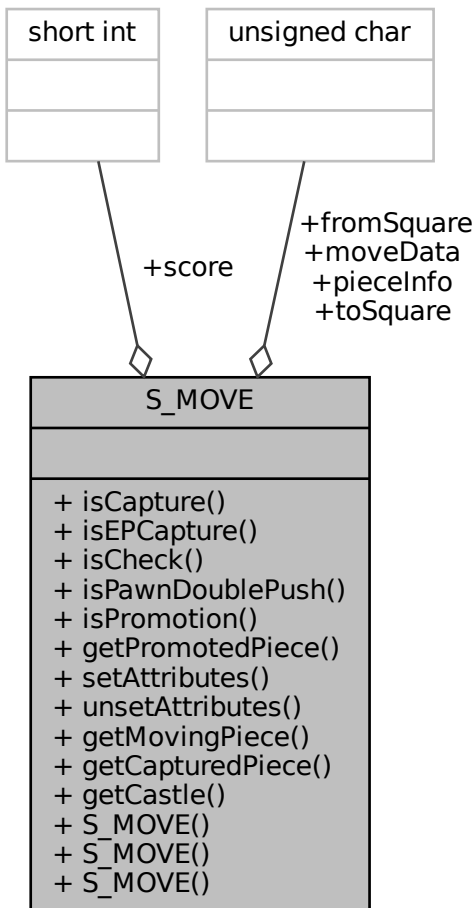 short int
unsigned char
+score
+fromSquare
+moveData
+pieceInfo
+toSquare
S_MOVE
+ isCapture()
+ isEPCapture()
+ isCheck()
+ isPawnDoublePush()
+ isPromotion()
+ getPromotedPiece()
+ setAttributes()
+ unsetAttributes()
+ getMovingPiece()
+ getCapturedPiece()
+ getCastle()
+ S_MOVE()
+ S_MOVE()
+ S_MOVE()